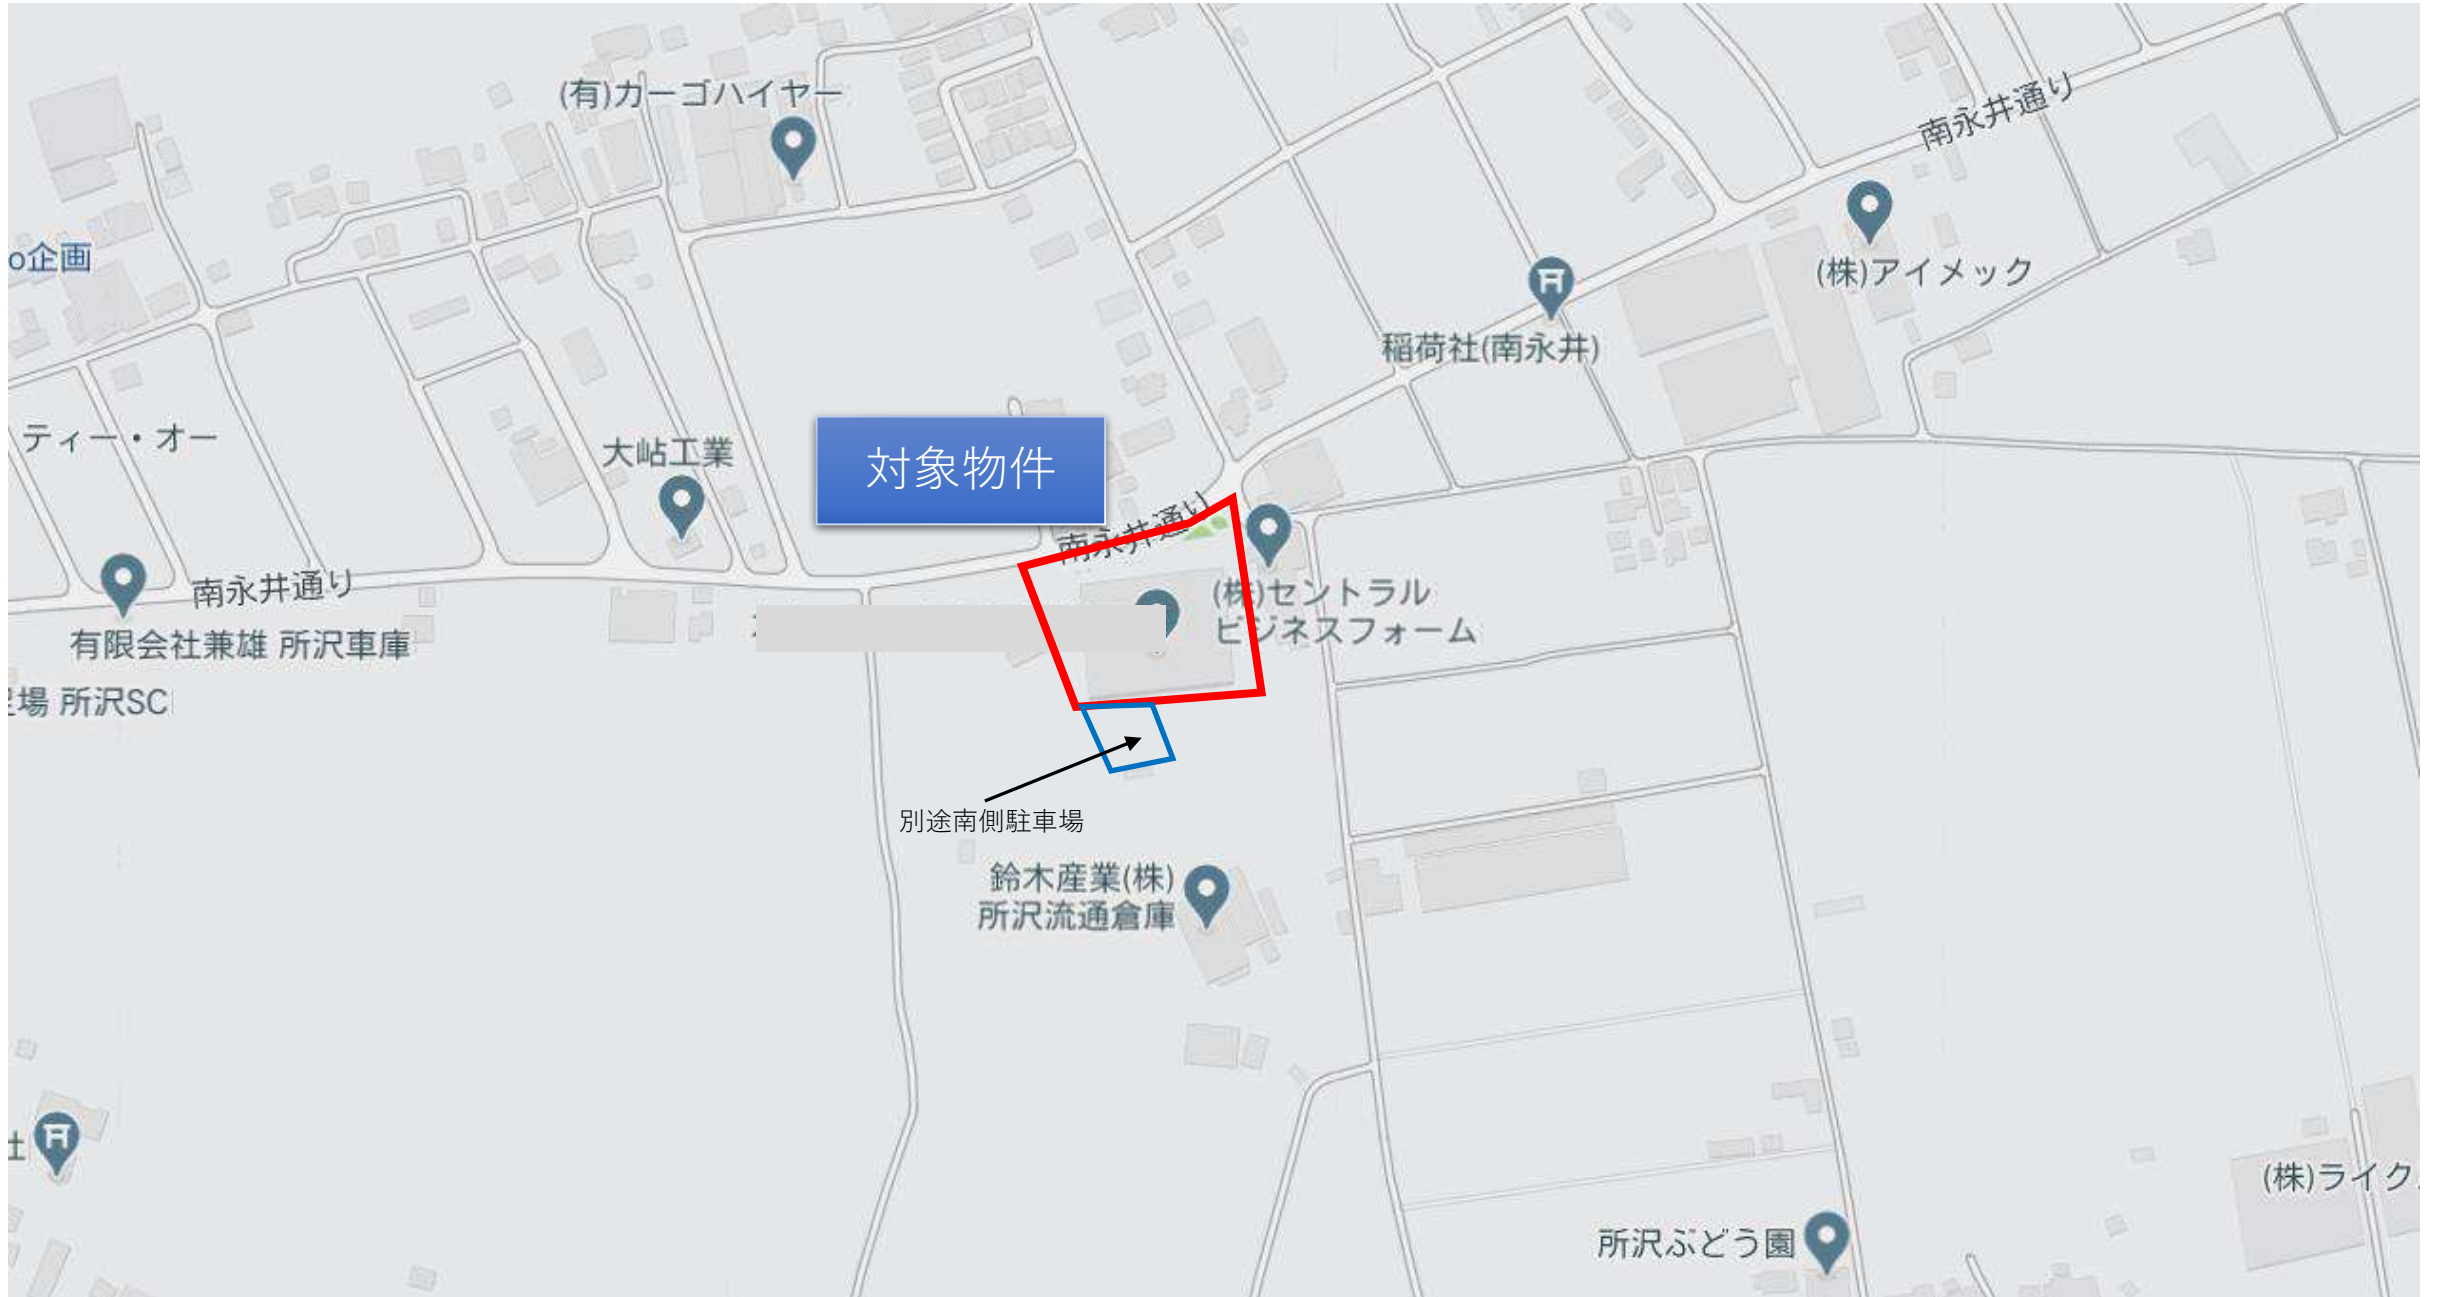 (有)カーゴハイヤー
南永井通り
o企画
(株)アイメック
稲荷社(南永井)
ティー・オー
大岾工業
対象物件
南永井通り
南永井通り
(株)セントラル
ビジネスフォーム
有限会社兼雄 所沢車庫
場 所沢SC
別途南側駐車場
鈴木産業(株)
所沢流通倉庫
社
(株)ライク
所沢ぶどう園